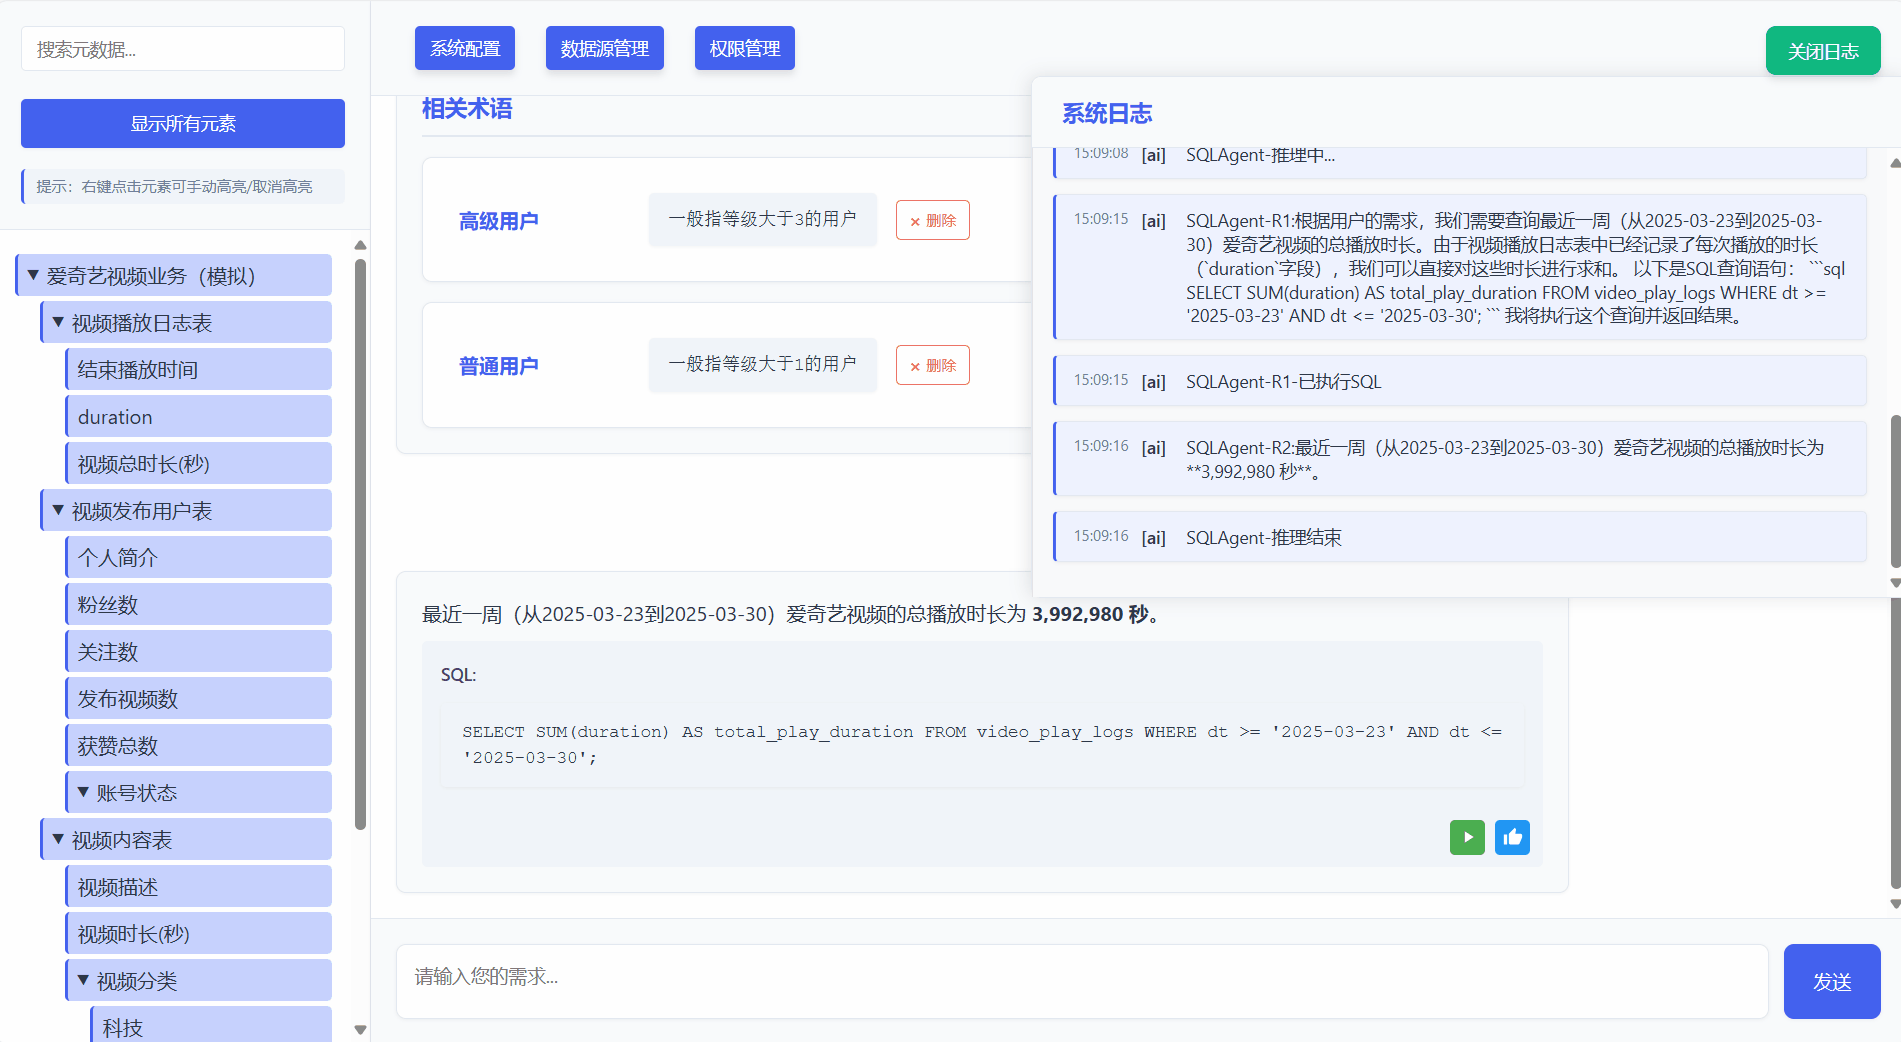 搜索元数据...
显示所有元素
提示：右键点击元素可手动高亮/取消高亮
▼ 爱奇艺视频业务（模拟）
▼ 视频播放日志表
结束播放时间
duration
视频总时长(秒)
▼ 视频发布用户表
个人简介
粉丝数
关注数
发布视频数
获赞总数
▼ 账号状态
▼ 视频内容表
视频描述
视频时长(秒)
▼ 视频分类
科技
系统配置
数据源管理
权限管理
关闭日志
相关术语
高级用户
一般指等级大于3的用户
× 删除
普通用户
一般指等级大于1的用户
× 删除
系统日志
15:09:08 [ai] SQLAgent-推理中...
15:09:15 [ai] SQLAgent-R1:根据用户的需求，我们需要查询最近一周（从2025-03-23到2025-03-
30）爱奇艺视频的总播放时长。由于视频播放日志表中已经记录了每次播放的时长
（`duration`字段），我们可以直接对这些时长进行求和。 以下是SQL查询语句： ```sql
SELECT SUM(duration) AS total_play_duration FROM video_play_logs WHERE dt >=
'2025-03-23' AND dt <= '2025-03-30'; ``` 我将执行这个查询并返回结果。
15:09:15 [ai] SQLAgent-R1-已执行SQL
15:09:16 [ai] SQLAgent-R2:最近一周（从2025-03-23到2025-03-30）爱奇艺视频的总播放时长为
**3,992,980 秒**。
15:09:16 [ai] SQLAgent-推理结束
最近一周（从2025-03-23到2025-03-30）爱奇艺视频的总播放时长为 3,992,980 秒。
SQL:
SELECT SUM(duration) AS total_play_duration FROM video_play_logs WHERE dt >= '2025-03-23' AND dt <=
'2025-03-30';
请输入您的需求...
发送